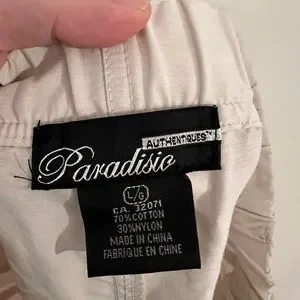 AUTHENTIQUES
Paradisio
L/G
CA. 32071
70%COTTON
30%NYLON
MADE IN CHINA
FABRIQUE EN CHINE